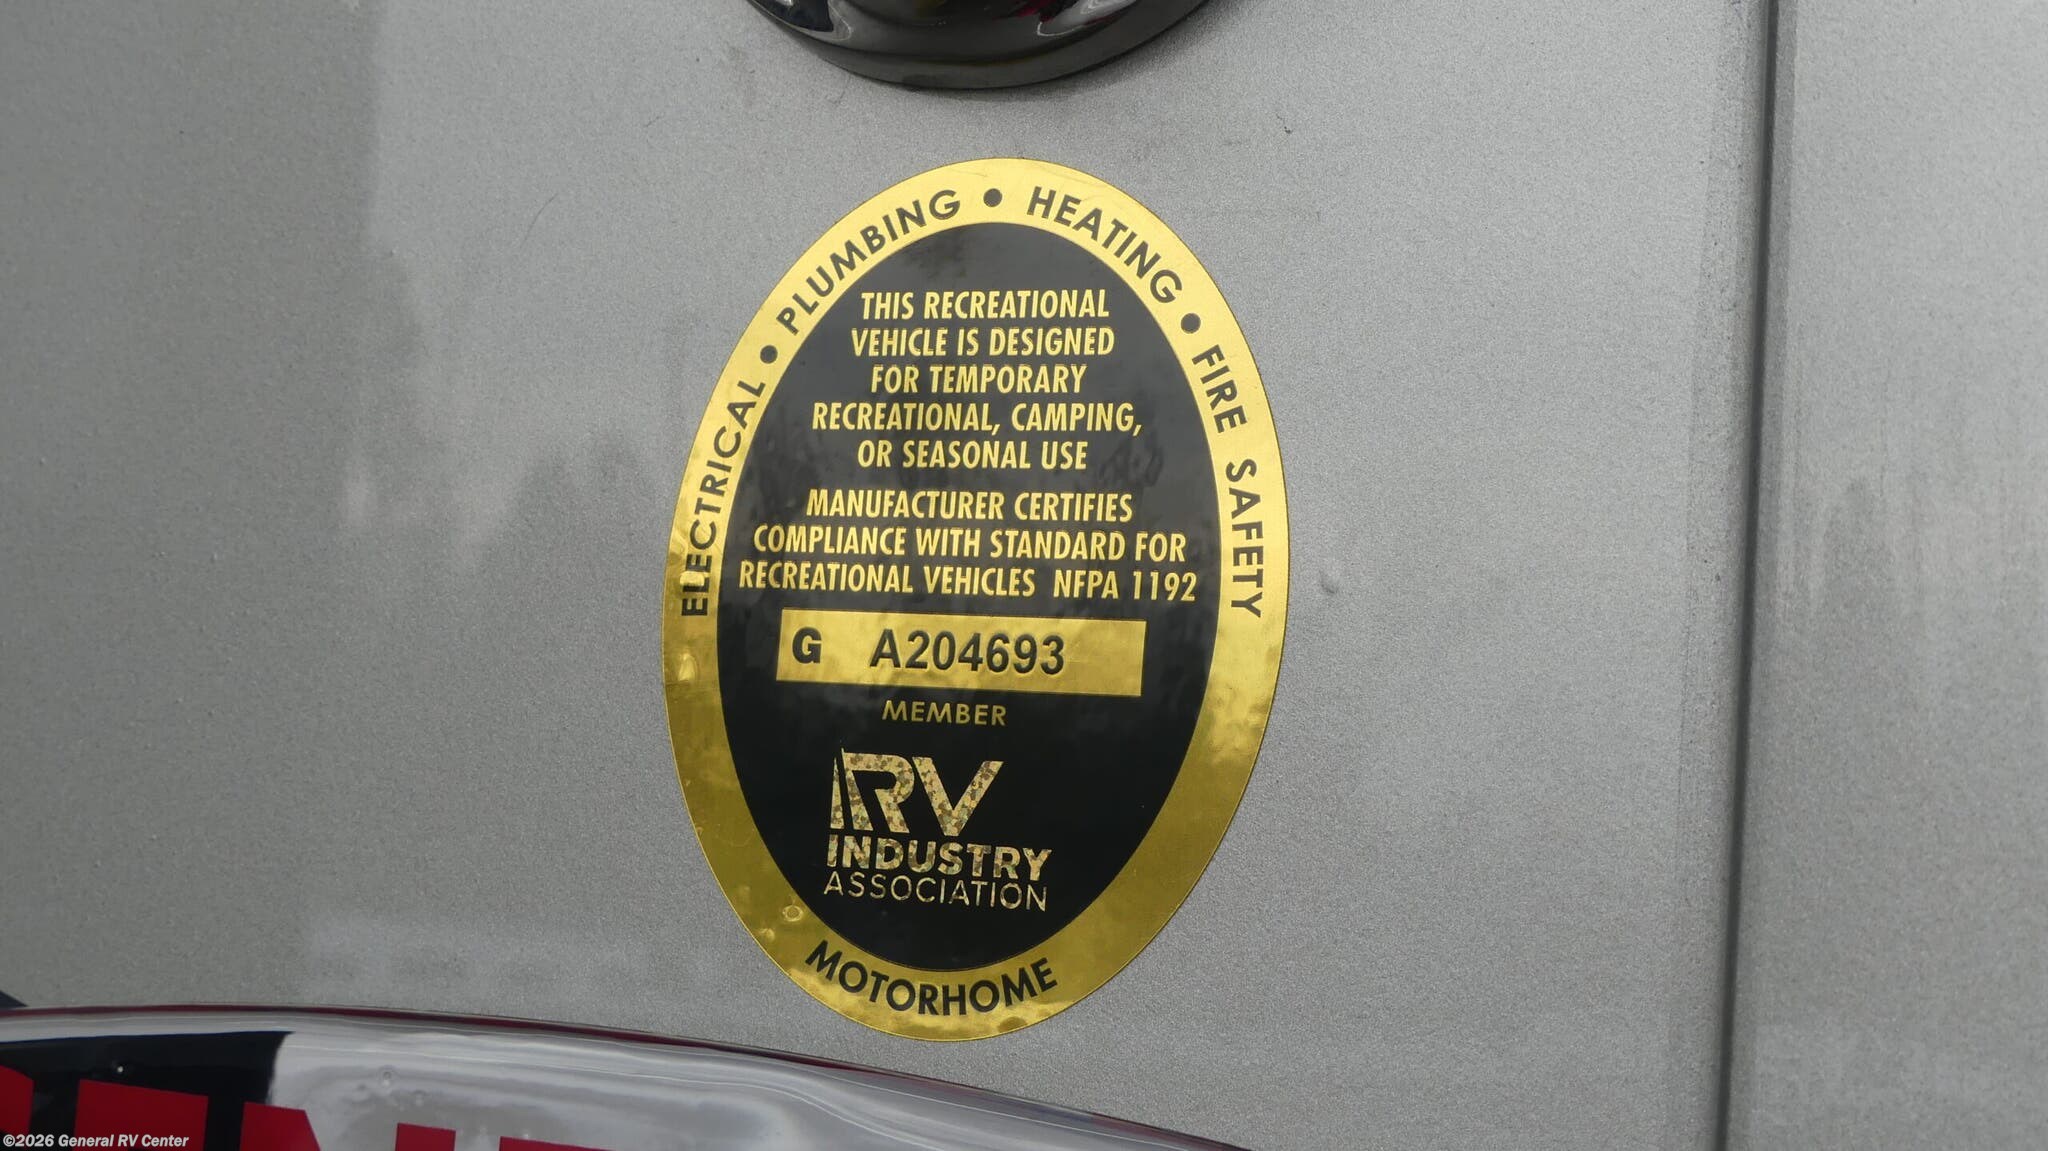 ELECTRICAL • PLUMBING • HEATING • FIRE SAFETY
THIS RECREATIONAL
VEHICLE IS DESIGNED
FOR TEMPORARY
RECREATIONAL, CAMPING,
OR SEASONAL USE
MANUFACTURER CERTIFIES
COMPLIANCE WITH STANDARD FOR
RECREATIONAL VEHICLES NFPA 1192
G A204693
MEMBER
RV
INDUSTRY
ASSOCIATION
MOTORHOME
©2026 General RV Center